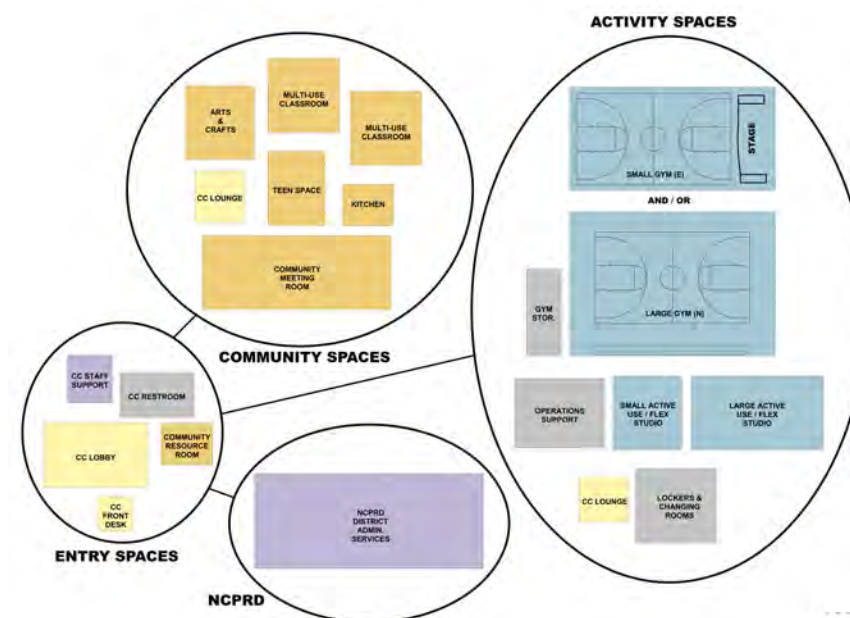 ACTIVITY SPACES
ARTS
&
CRAFTS
MULTI-USE
CLASSROOM
MULTI-USE
CLASSROOM
CC LOUNGE
TEEN SPACE
KITCHEN
COMMUNITY
MEETING
ROOM
COMMUNITY SPACES
STAGE
SMALL GYM (E)
AND / OR
GYM
STOR.
LARGE GYM (N)
OPERATIONS
SUPPORT
SMALL ACTIVE
USE / FLEX
STUDIO
LARGE ACTIVE
USE / FLEX
STUDIO
CC LOUNGE
LOCKERS &
CHANGING
ROOMS
CC STAFF
SUPPORT
CC RESTROOM
CC LOBBY
COMMUNITY
RESOURCE
ROOM
CC
FRONT
DESK
ENTRY SPACES
NCPRD
DISTRICT
ADMIN.
SERVICES
NCPRD